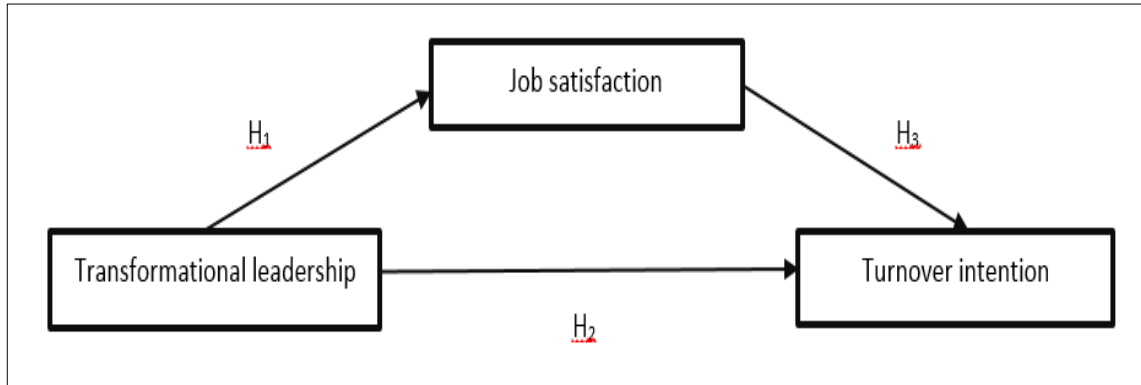 Job satisfaction
H₁
H₃
Transformational leadership
Turnover intention
H₂